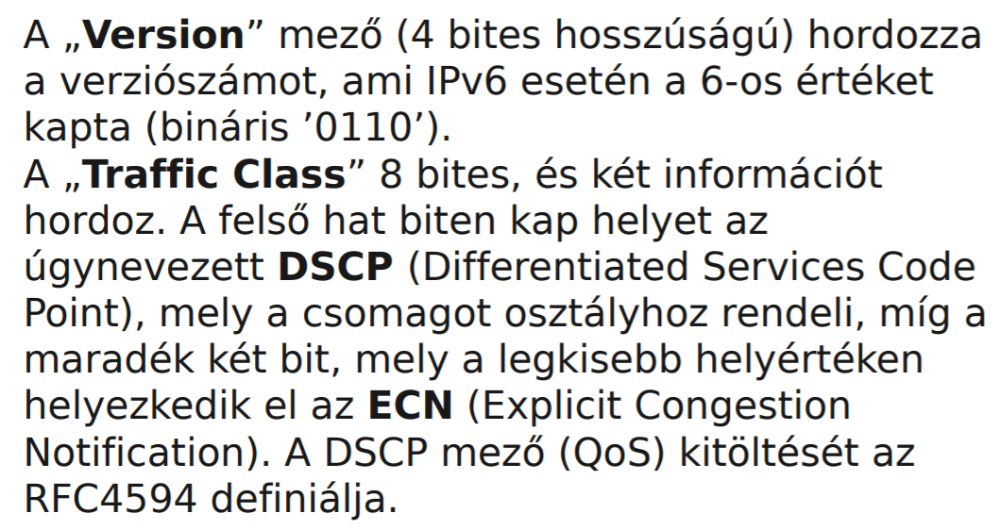 A „Version” mező (4 bites hosszúságú) hordozza
a verziószámot, ami IPv6 esetén a 6-os értéket
kapta (bináris ’0110’).
A „Traffic Class” 8 bites, és két információt
hordoz. A felső hat biten kap helyet az
úgynevezett DSCP (Differentiated Services Code
Point), mely a csomagot osztályhoz rendeli, míg a
maradék két bit, mely a legkisebb helyértéken
helyezkedik el az ECN (Explicit Congestion
Notification). A DSCP mező (QoS) kitöltését az
RFC4594 definiálja.